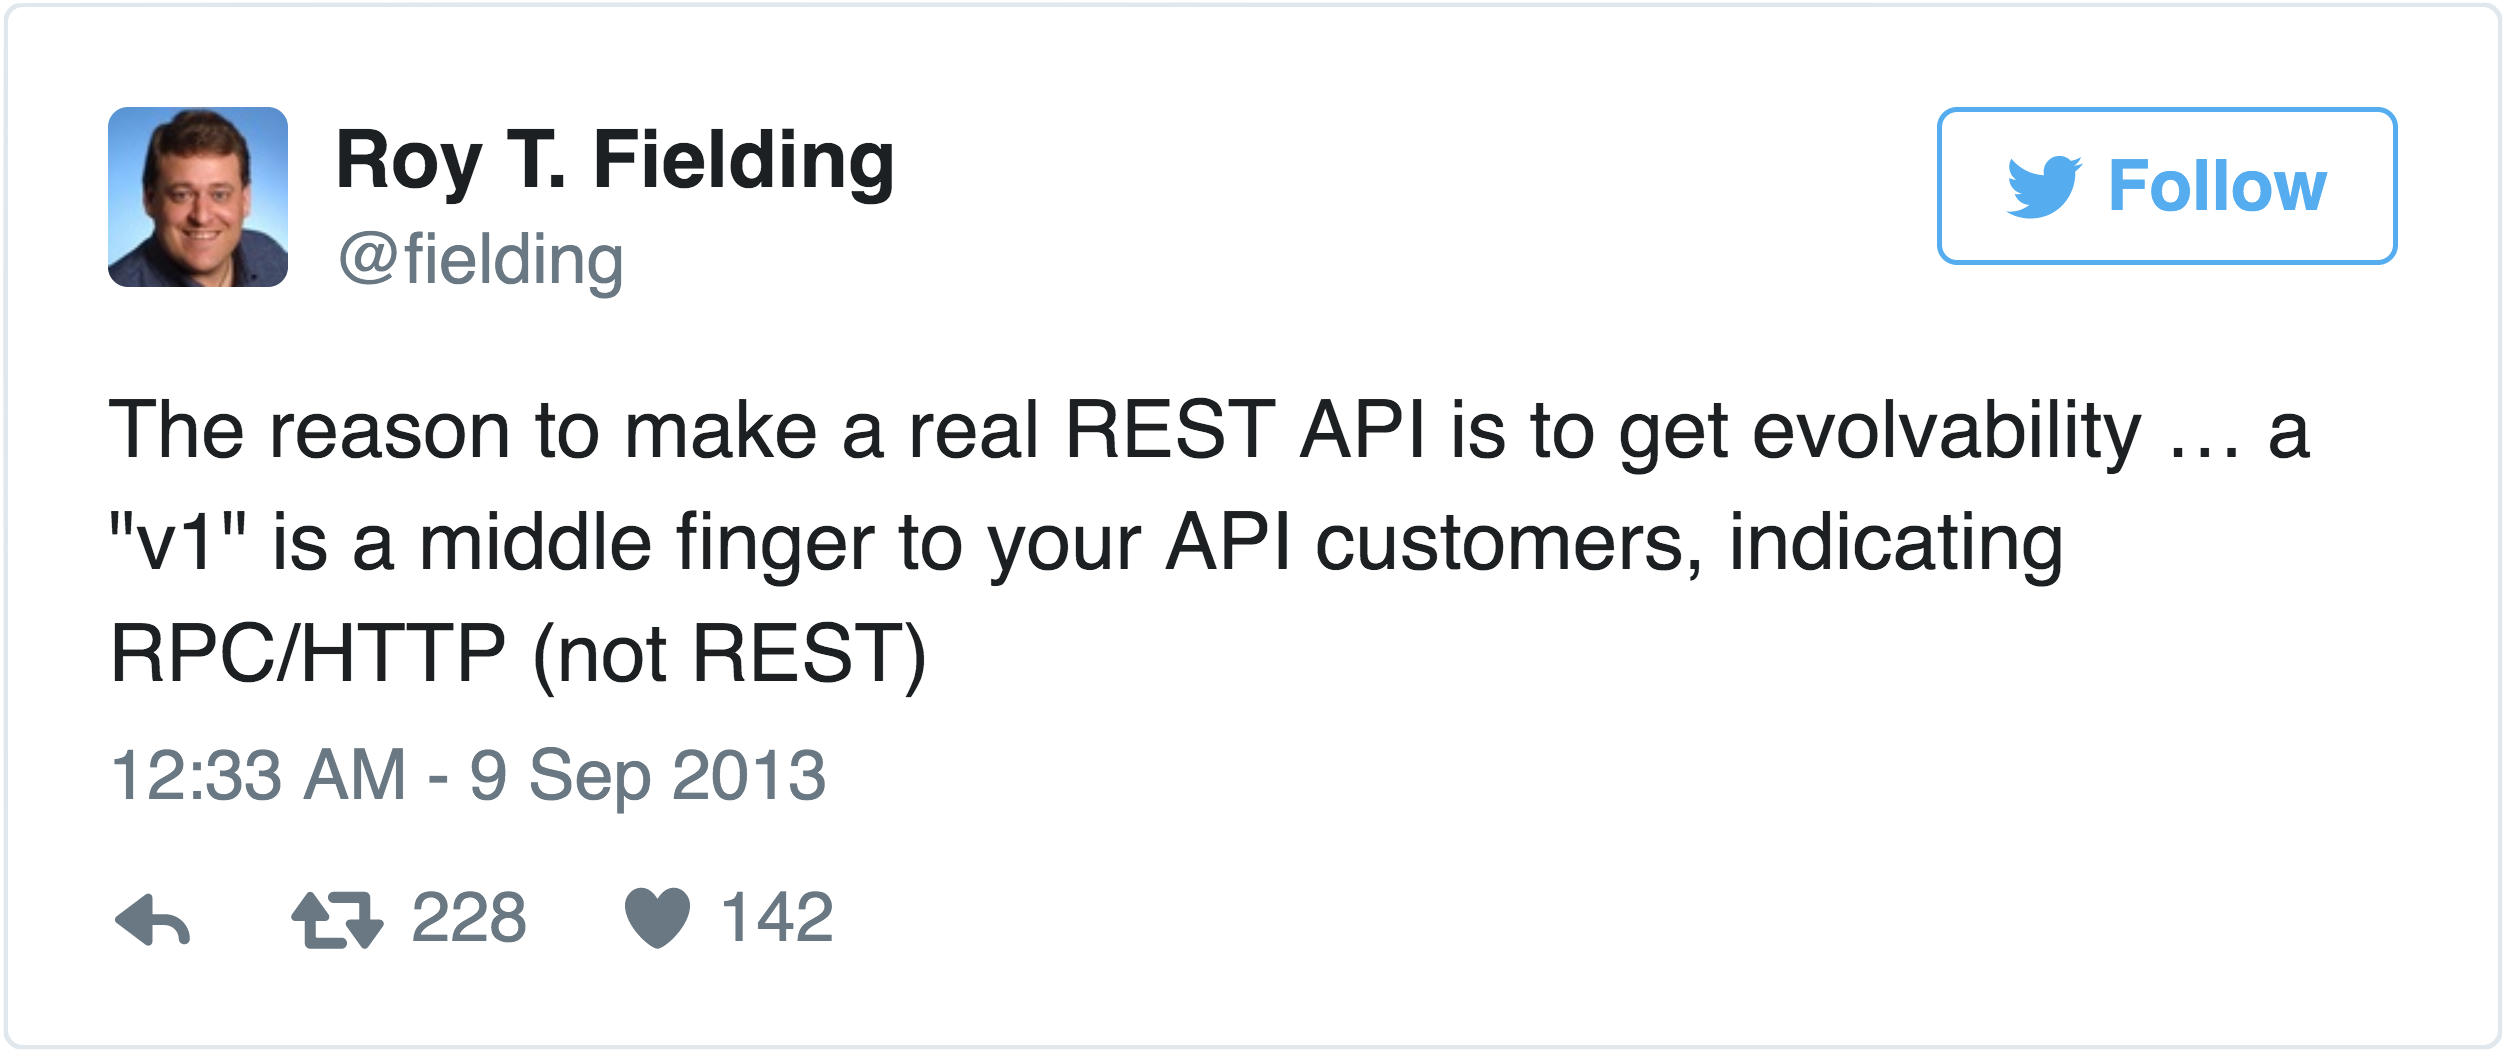 Roy T. Fielding
@fielding
Follow
The reason to make a real REST API is to get evolvability … a
"v1" is a middle finger to your API customers, indicating
RPC/HTTP (not REST)
12:33 AM - 9 Sep 2013
228 142